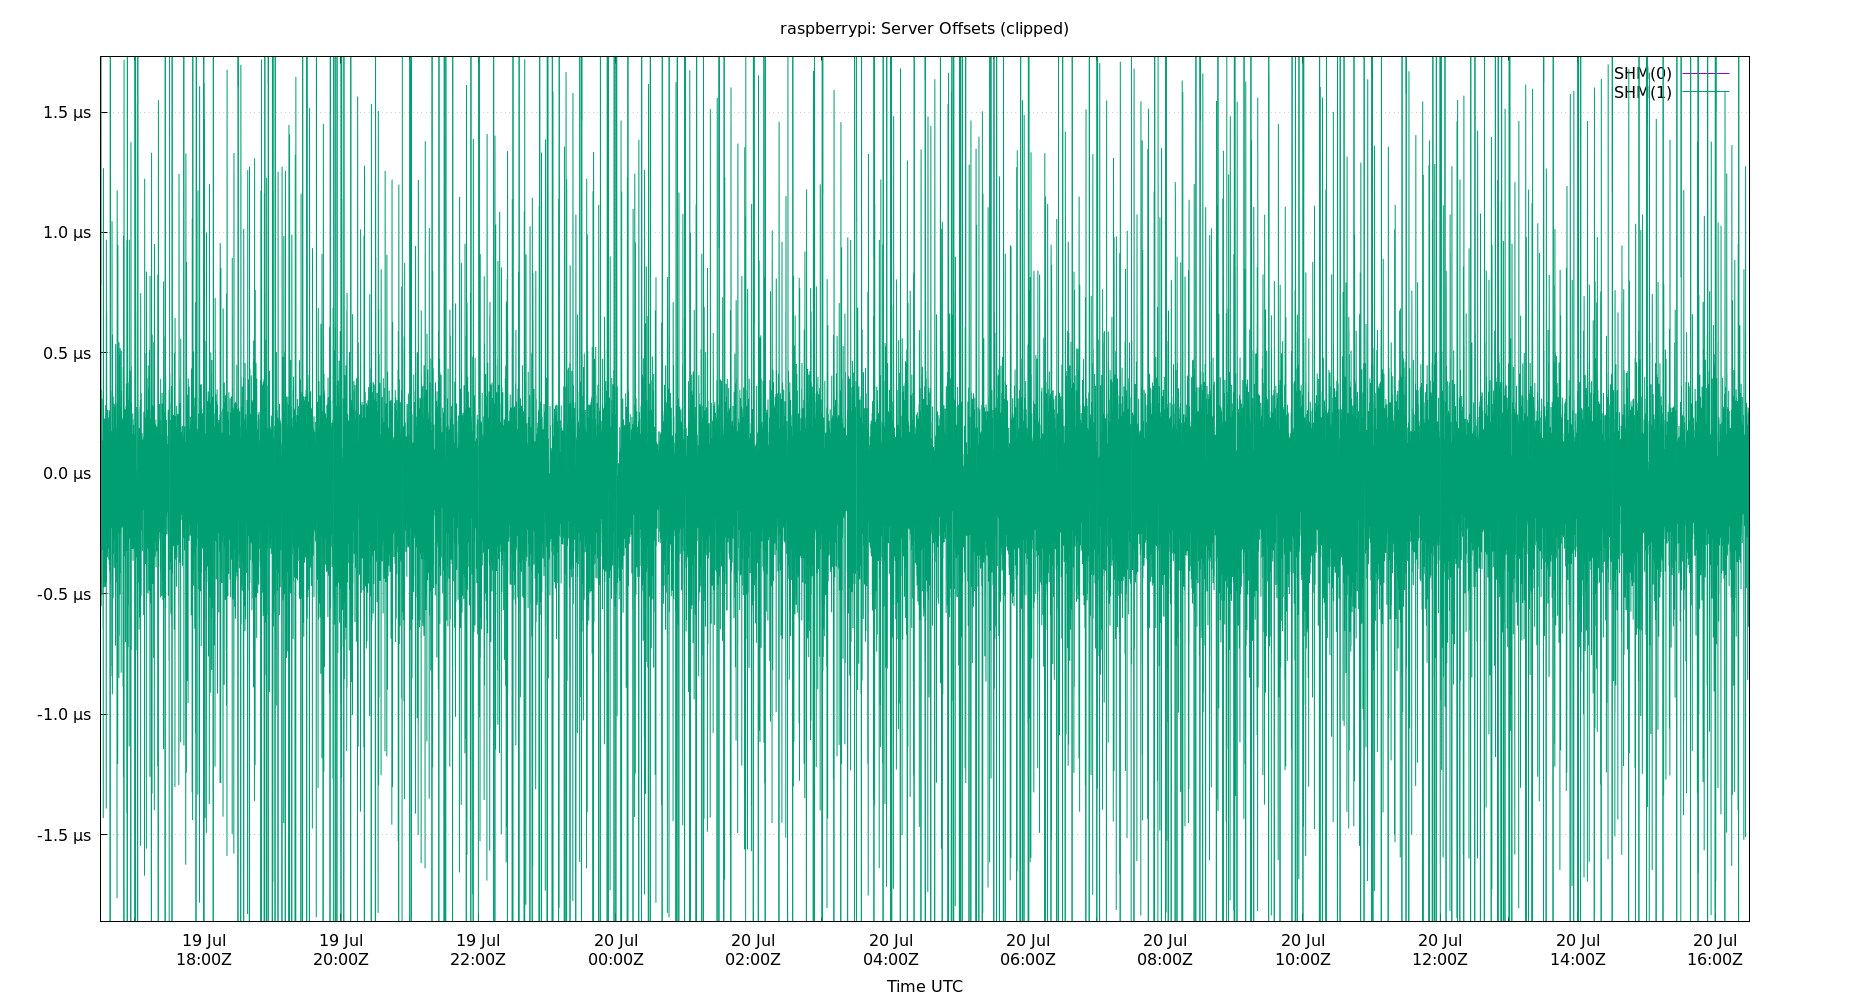 raspberrypi: Server Offsets (clipped)
SHM(0)
SHM(1)
1.5 µs
1.0 µs
0.5 µs
0.0 µs
-0.5 µs
-1.0 µs
-1.5 µs
19 Jul 19 Jul 19 Jul 20 Jul 20 Jul 20 Jul 20 Jul 20 Jul 20 Jul 20 Jul 20 Jul 20 Jul
18:00Z 20:00Z 22:00Z 00:00Z 02:00Z 04:00Z 06:00Z 08:00Z 10:00Z 12:00Z 14:00Z 16:00Z
Time UTC